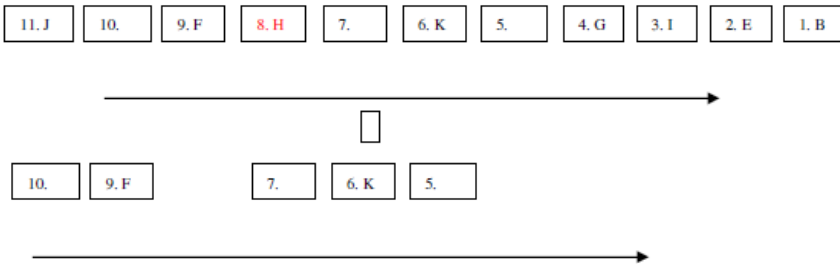 11. J 10. 9. F 8. H 7. 6. K 5. 4. G 3. I 2. E 1. B
10. 9. F 7. 6. K 5.